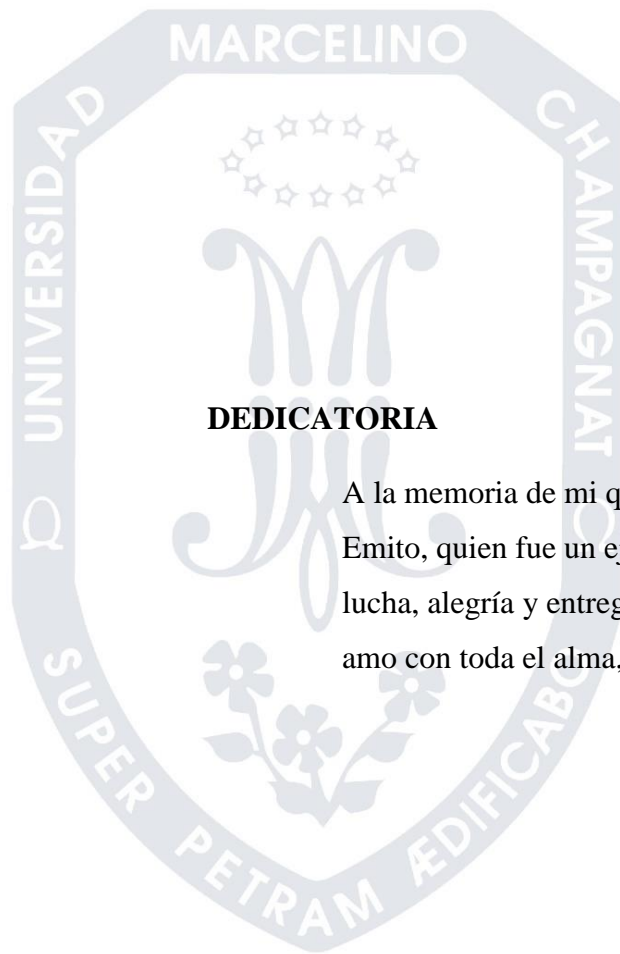 UNIVERSIDAD
MARCELINO
CHAMPAGNAT
DEDICATORIA
A la memoria de mi q
Emito, quien fue un ej
lucha, alegría y entreg
amo con toda el alma,
SUPER PETRAM ÆDIFICABO